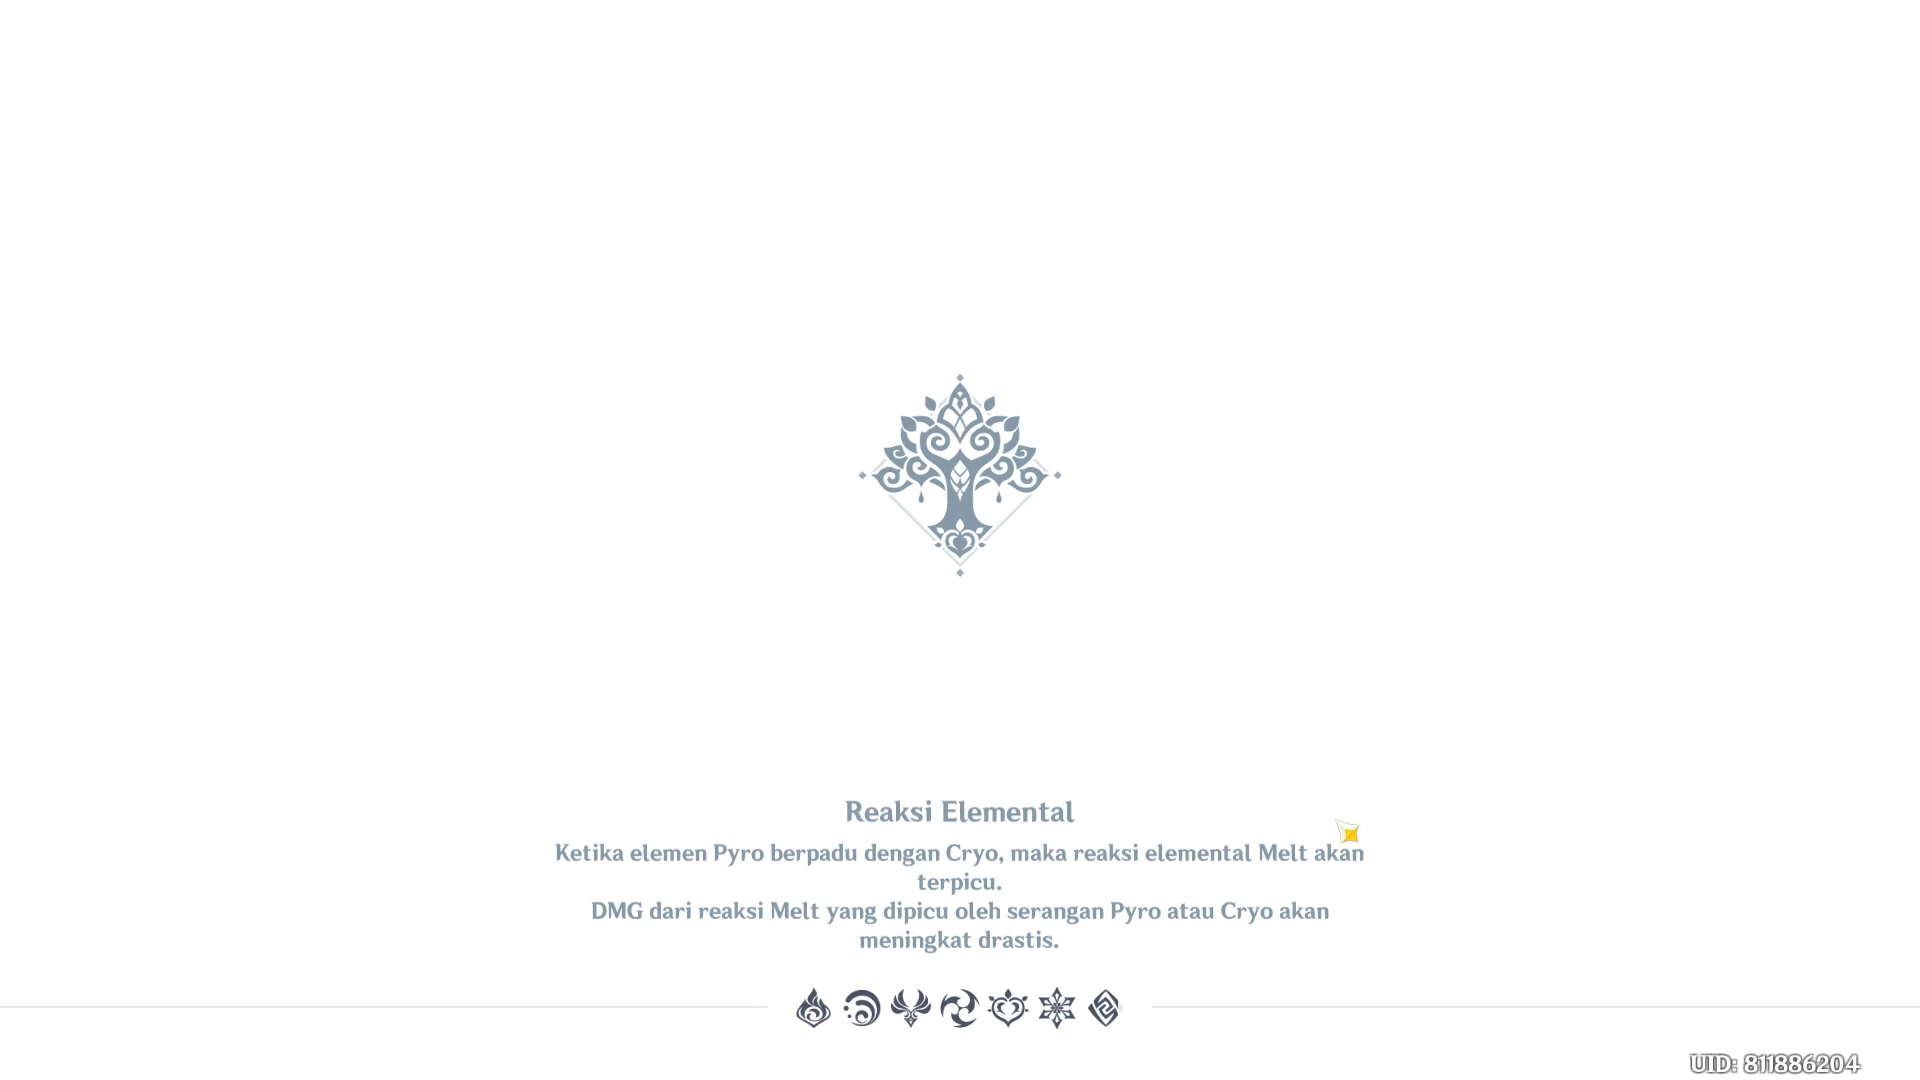 Reaksi Elemental
Ketika elemen Pyro berpadu dengan Cryo, maka reaksi elemental Melt akan
terpicu.
DMG dari reaksi Melt yang dipicu oleh serangan Pyro atau Cryo akan
meningkat drastis.
UID: 811886204